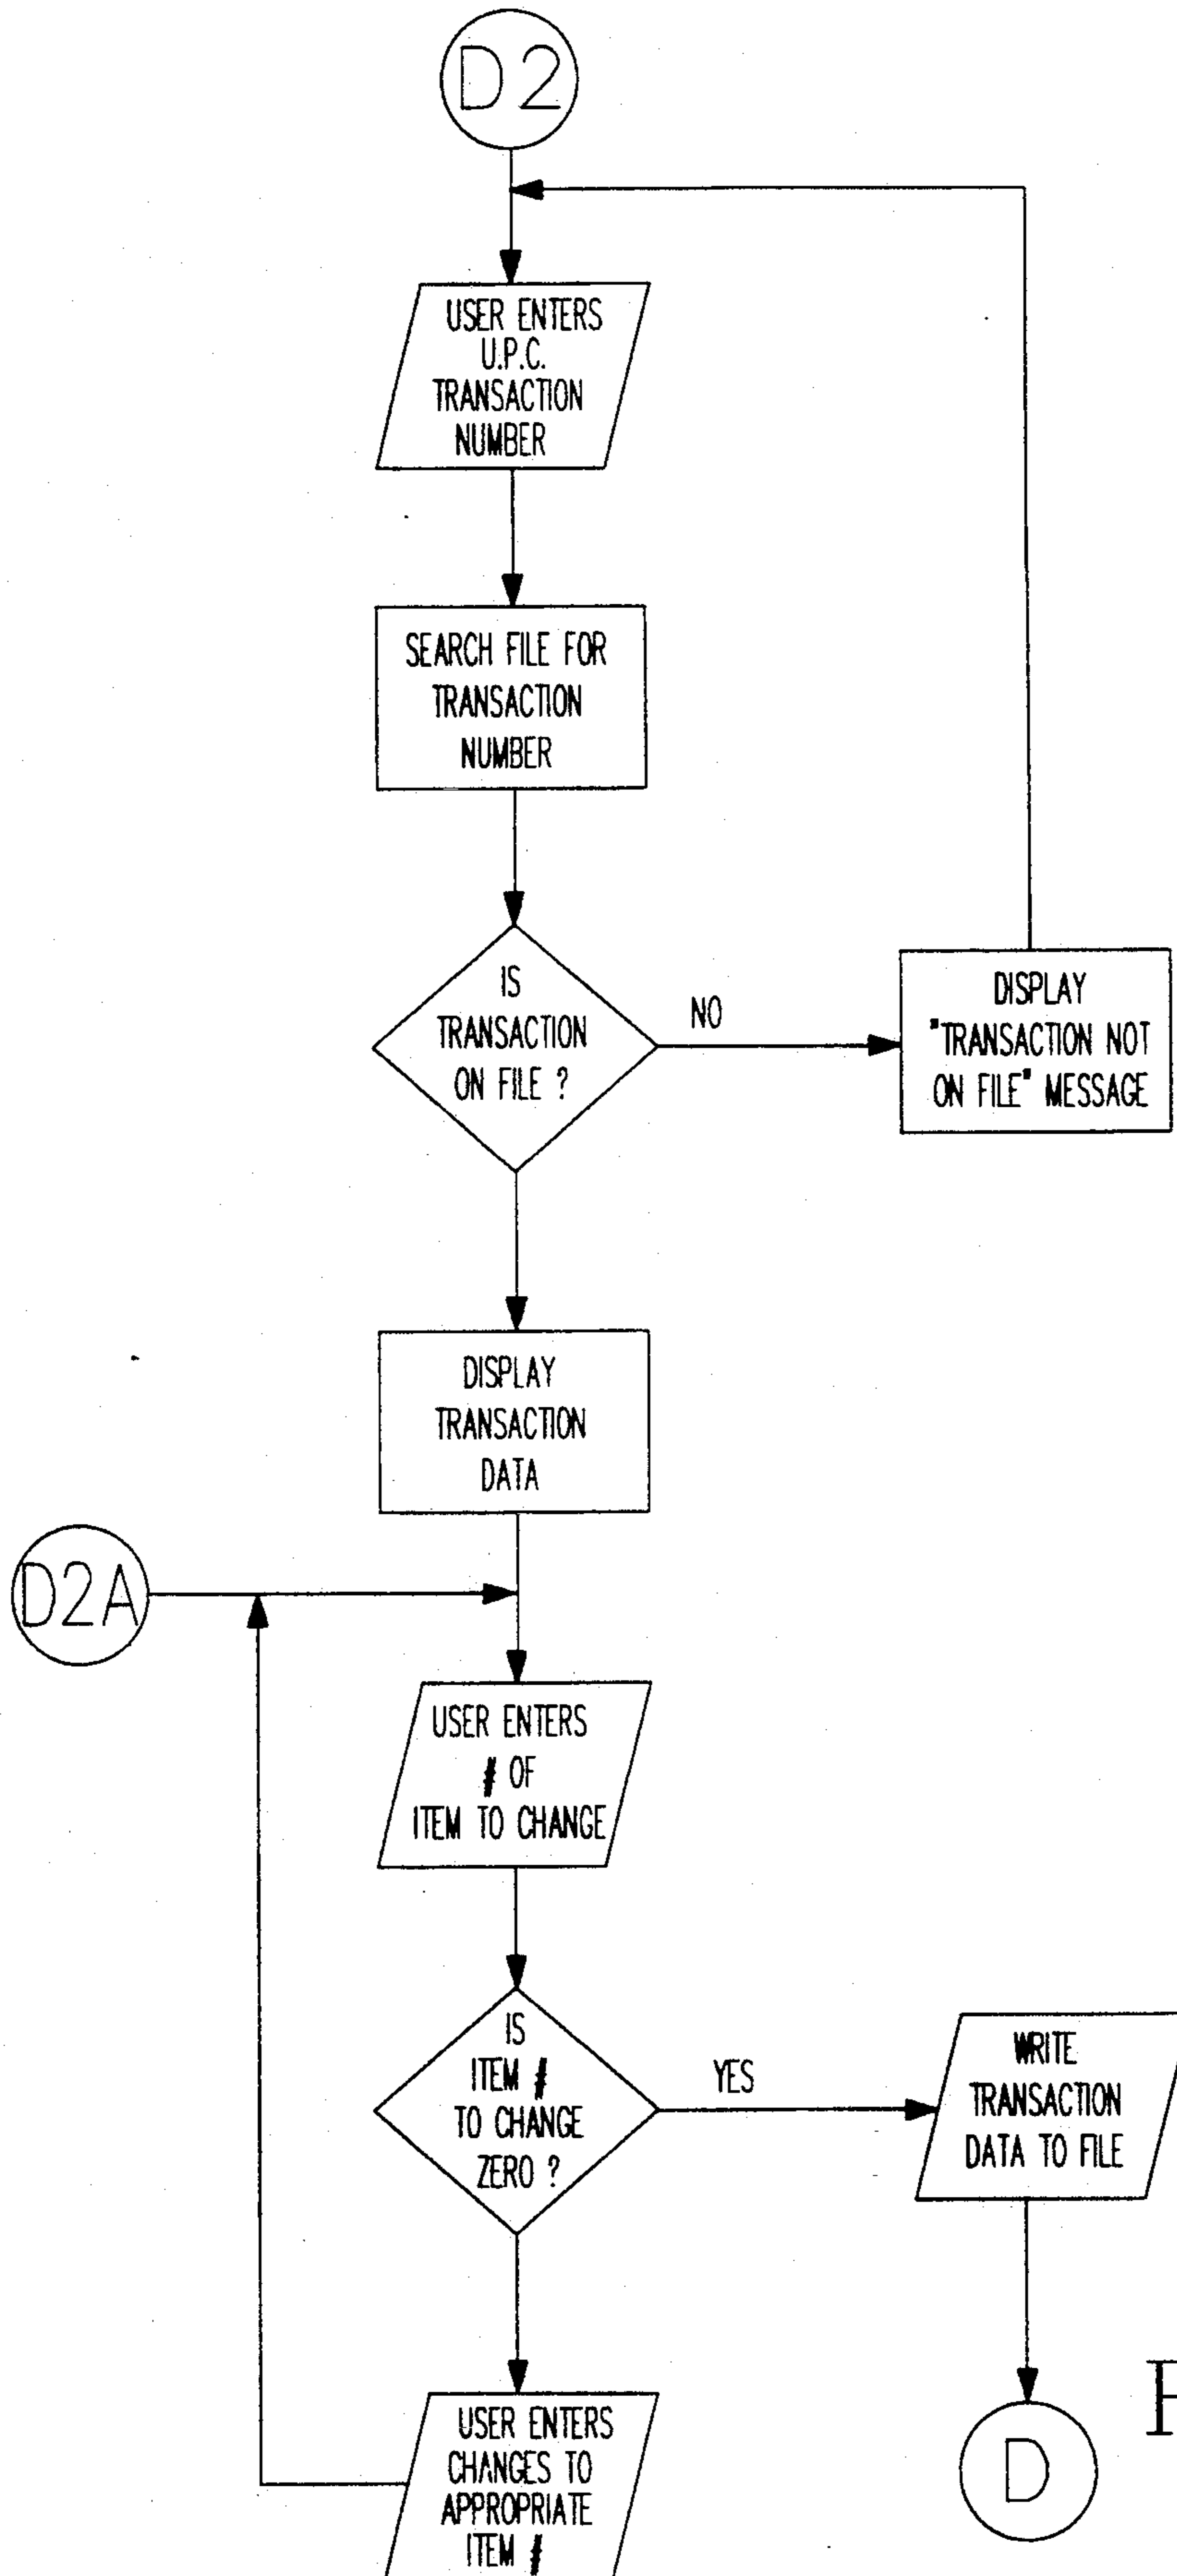 D2
USER ENTERS
U.P.C.
TRANSACTION
NUMBER
SEARCH FILE FOR
TRANSACTION
NUMBER
IS
TRANSACTION
ON FILE ?
NO
DISPLAY
"TRANSACTION NOT
ON FILE" MESSAGE
DISPLAY
TRANSACTION
DATA
D2A
USER ENTERS
# OF
ITEM TO CHANGE
IS
ITEM #
TO CHANGE
ZERO ?
YES
WRITE
TRANSACTION
DATA TO FILE
USER ENTERS
CHANGES TO
APPROPRIATE
ITEM #
D